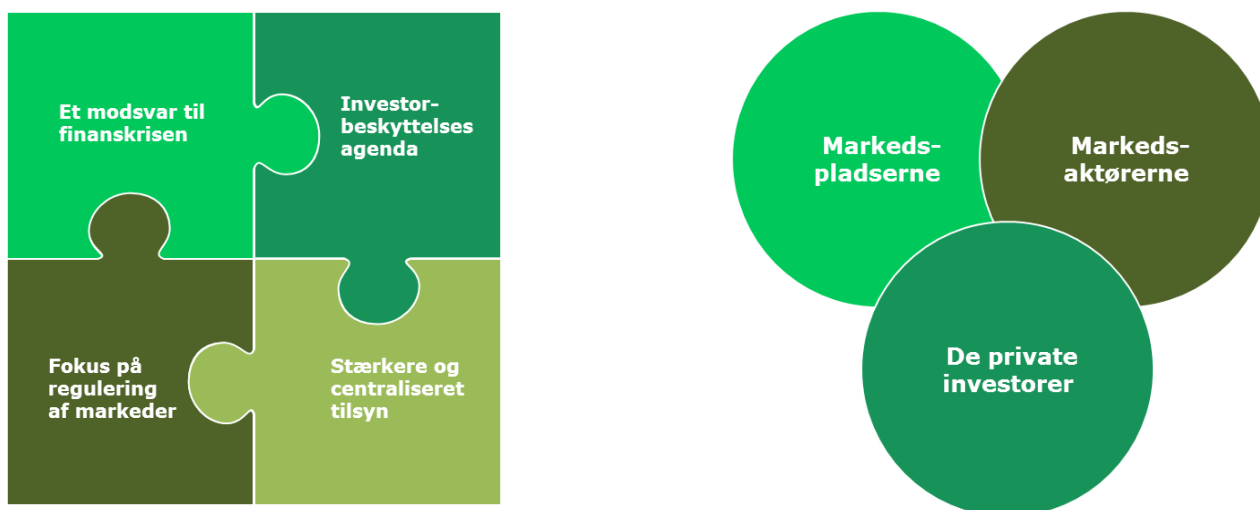 Et modsvar til
finanskrisen
Investor-
beskyttelses
agenda
Fokus på
regulering
af markeder
Stærkere og
centraliseret
tilsyn
Markeds-
pladserne
Markeds-
aktørerne
De private
investorer